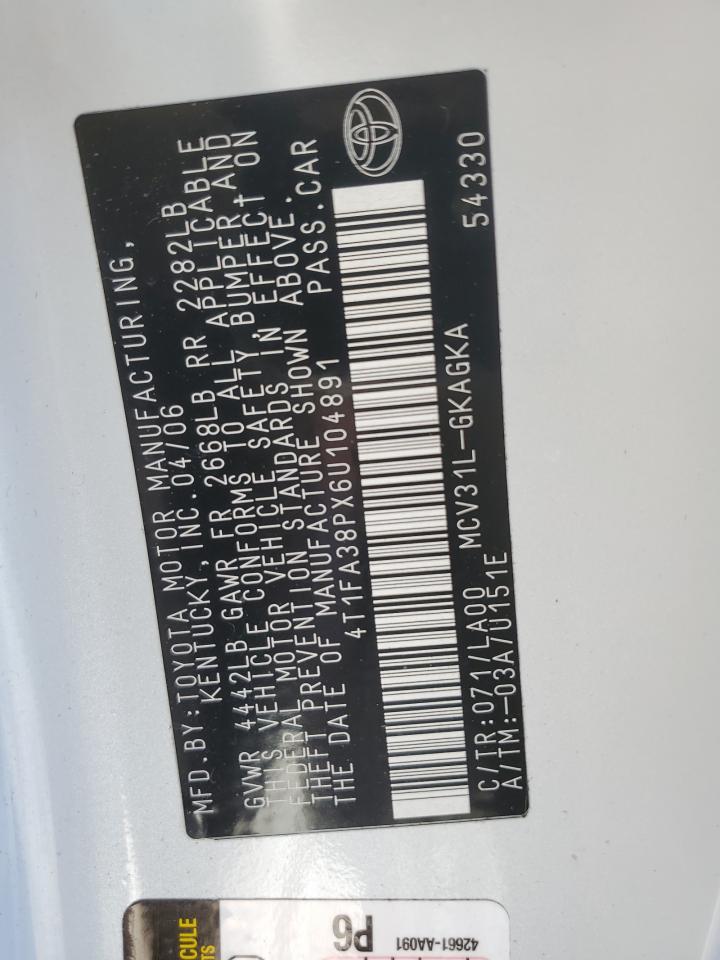 MFD.BY:TOYOTA MOTOR MANUFACTURING,
KENTUCKY,INC.04/06
GVWR 4442LB GAWR FR 2668LB RR 2282LB
THIS VEHICLE CONFORMS TO ALL APPLICABLE
FEDERAL MOTOR VEHICLE SAFETY,BUMPER,AND
THEFT PREVENTION STANDARDS IN EFFECT ON
THE DATE OF MANUFACTURE SHOWN ABOVE.
4T1FA38PX6U104891 PASS.CAR
C/TR:071/LA00 MCV31L-GKAGKA 54330
A/TM:-03A/U151E
P6
42661-AA091